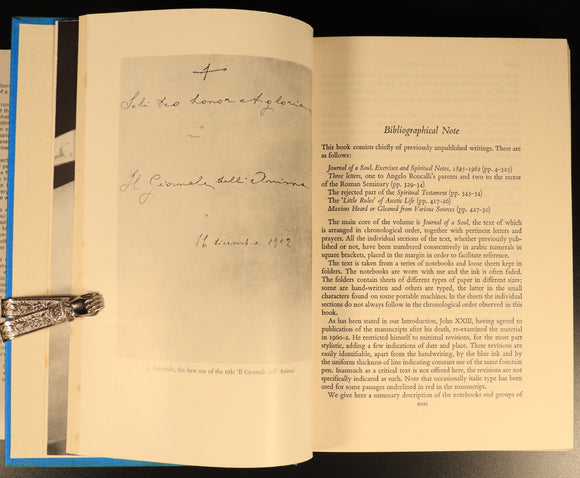 Soli Deo honor et gloria.
Il Giornale dell'Anima
16 dicembre 1902
Facsimile, the first use of the title "Il Giornale dell' Anima"
Bibliographical Note
This book consists chiefly of previously unpublished writings. These are
as follows:
Journal of a Soul. Exercises and Spiritual Notes, 1895-1962 (pp. 4-325)
Three letters, one to Angelo Roncalli's parents and two to the rector
of the Roman Seminary (pp. 329-34)
The rejected part of the Spiritual Testament (pp. 345-54)
The 'Little Rules' of Ascetic Life (pp. 417-26)
Maxims Heard or Gleaned from Various Sources (pp. 427-30)
The main core of the volume is Journal of a Soul, the text of which
is arranged in chronological order, together with pertinent letters and
prayers. All the individual sections of the text, whether previously pub-
lished or not, have been numbered consecutively in arabic numerals in
square brackets, placed in the margin in order to facilitate reference.
The text is taken from a series of notebooks and loose sheets kept in
folders. The notebooks are worn with use and the ink is often faded.
The folders contain sheets of different types of paper in different sizes;
some are hand-written and others are typed, the latter in the small
characters found on some portable machines. In the sheets the individual
sections do not always follow in the chronological order observed in this
book.
As has been stated in our Introduction, John XXIII, having agreed to
publication of the manuscripts after his death, re-examined the material
in 1960-2. He restricted himself to minimal revisions, for the most part
stylistic, adding a few indications of date and place. These revisions are
easily identifiable, apart from the handwriting, by the blue ink and by
the uniform thickness of line indicating constant use of the same fountain
pen. Inasmuch as a critical text is not offered here, the revisions are not
specifically indicated as such. Note that occasionally italic type has been
used for some passages underlined in red in the manuscript.
We give here a summary description of the notebooks and groups of
xxxi